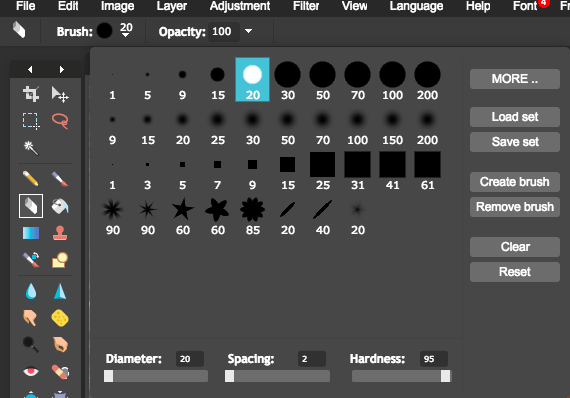 File Edit Image Layer Adjustment Filter View Language Help Font 4
Brush: 20 Opacity: 100
1 5 9 15 20 30 50 70 100 200
MORE ..
9 15 20 25 30 50 70 100 150 200
Load set
Save set
1 3 5 7 9 15 25 31 41 61
Create brush
Remove brush
90 90 60 60 85 20 40 20
Clear
Reset
Diameter: 20 Spacing: 2 Hardness: 95